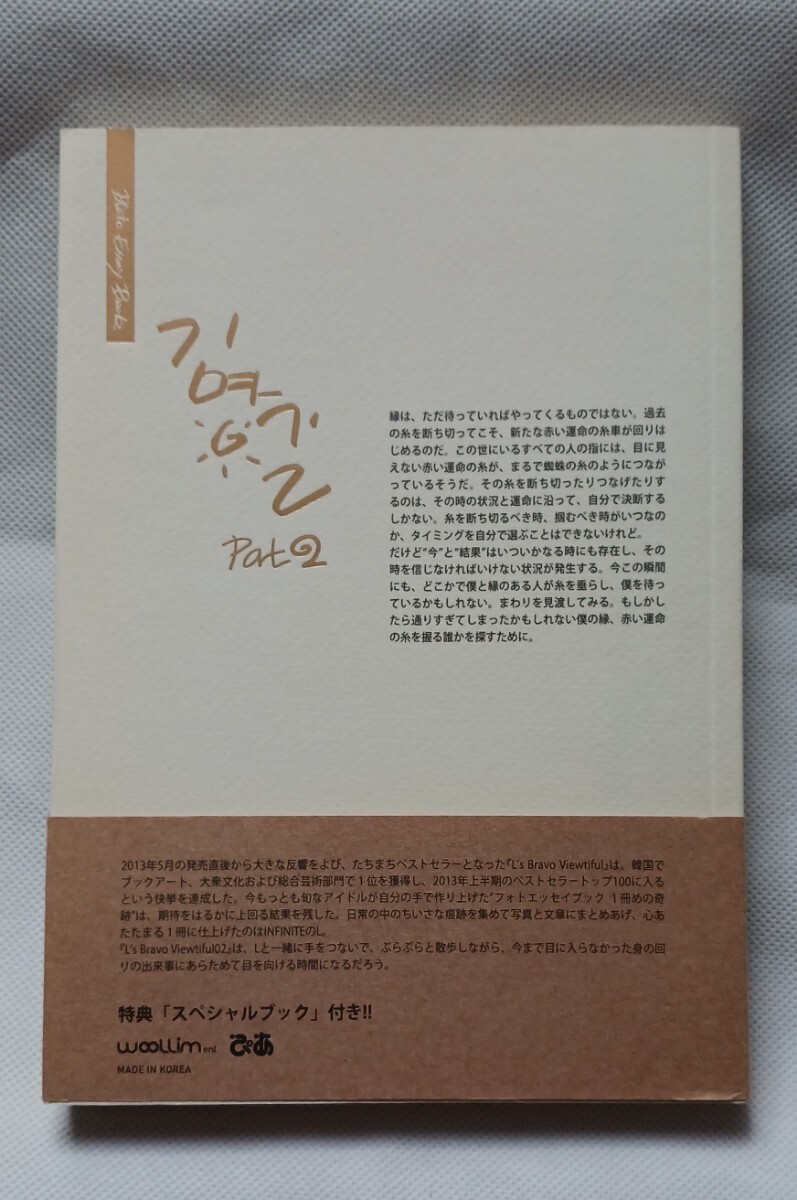 Photo Essay Book
김명수
Part 2
縁は、ただ待っていればやってくるものではない。過去
の糸を断ち切ってこそ、新たな赤い運命の糸車が回りは
じめるのだ。この世にいるすべての人の指には、目に見
えない赤い運命の糸が、まるで蜘蛛の糸のようにつなが
っているそうだ。その糸を断ち切ったりつなげたりす
るのは、その時の状況と運命に沿って、自分で決断する
しかない。糸を断ち切るべき時、掴むべき時がいつなの
か、タイミングを自分で選ぶことはできないけれど。
だけど“今”と“結果”はいついかなる時にも存在し、その
時を信じなければいけない状況が発生する。今この瞬間
にも、どこかで僕と縁のある人が糸を垂らし、僕を待っ
ているかもしれない。まわりを見渡してみる。もしかし
たら通りすぎてしまったかもしれない僕の縁、赤い運命
の糸を握る誰かを探すために。
2013年5月の発売直後から大きな反響をよび、たちまちベストセラーとなった『L's Bravo Viewtiful』は、韓国で
ブックアート、大衆文化および総合芸術部門で1位を獲得し、2013年上半期のベストセラートップ100に入る
という快挙を達成した。今もっとも旬なアイドルが自分の手で作り上げた“フォトエッセイブック 1冊めの奇
跡”は、期待をはるかに上回る結果を残した。日常の中のちいさな痕跡を集めて写真と文章にまとめあげ、心あ
たたまる1冊に仕上げたのはINFINITEのL。
『L's Bravo Viewtiful02』は、Lと一緒に手をつないで、ぶらぶらと散歩しながら、今まで目に入らなかった身の回
りの出来事にあらためて目を向ける時間になるだろう。
特典「スペシャルブック」付き!!
woollim ent ぴあ
MADE IN KOREA